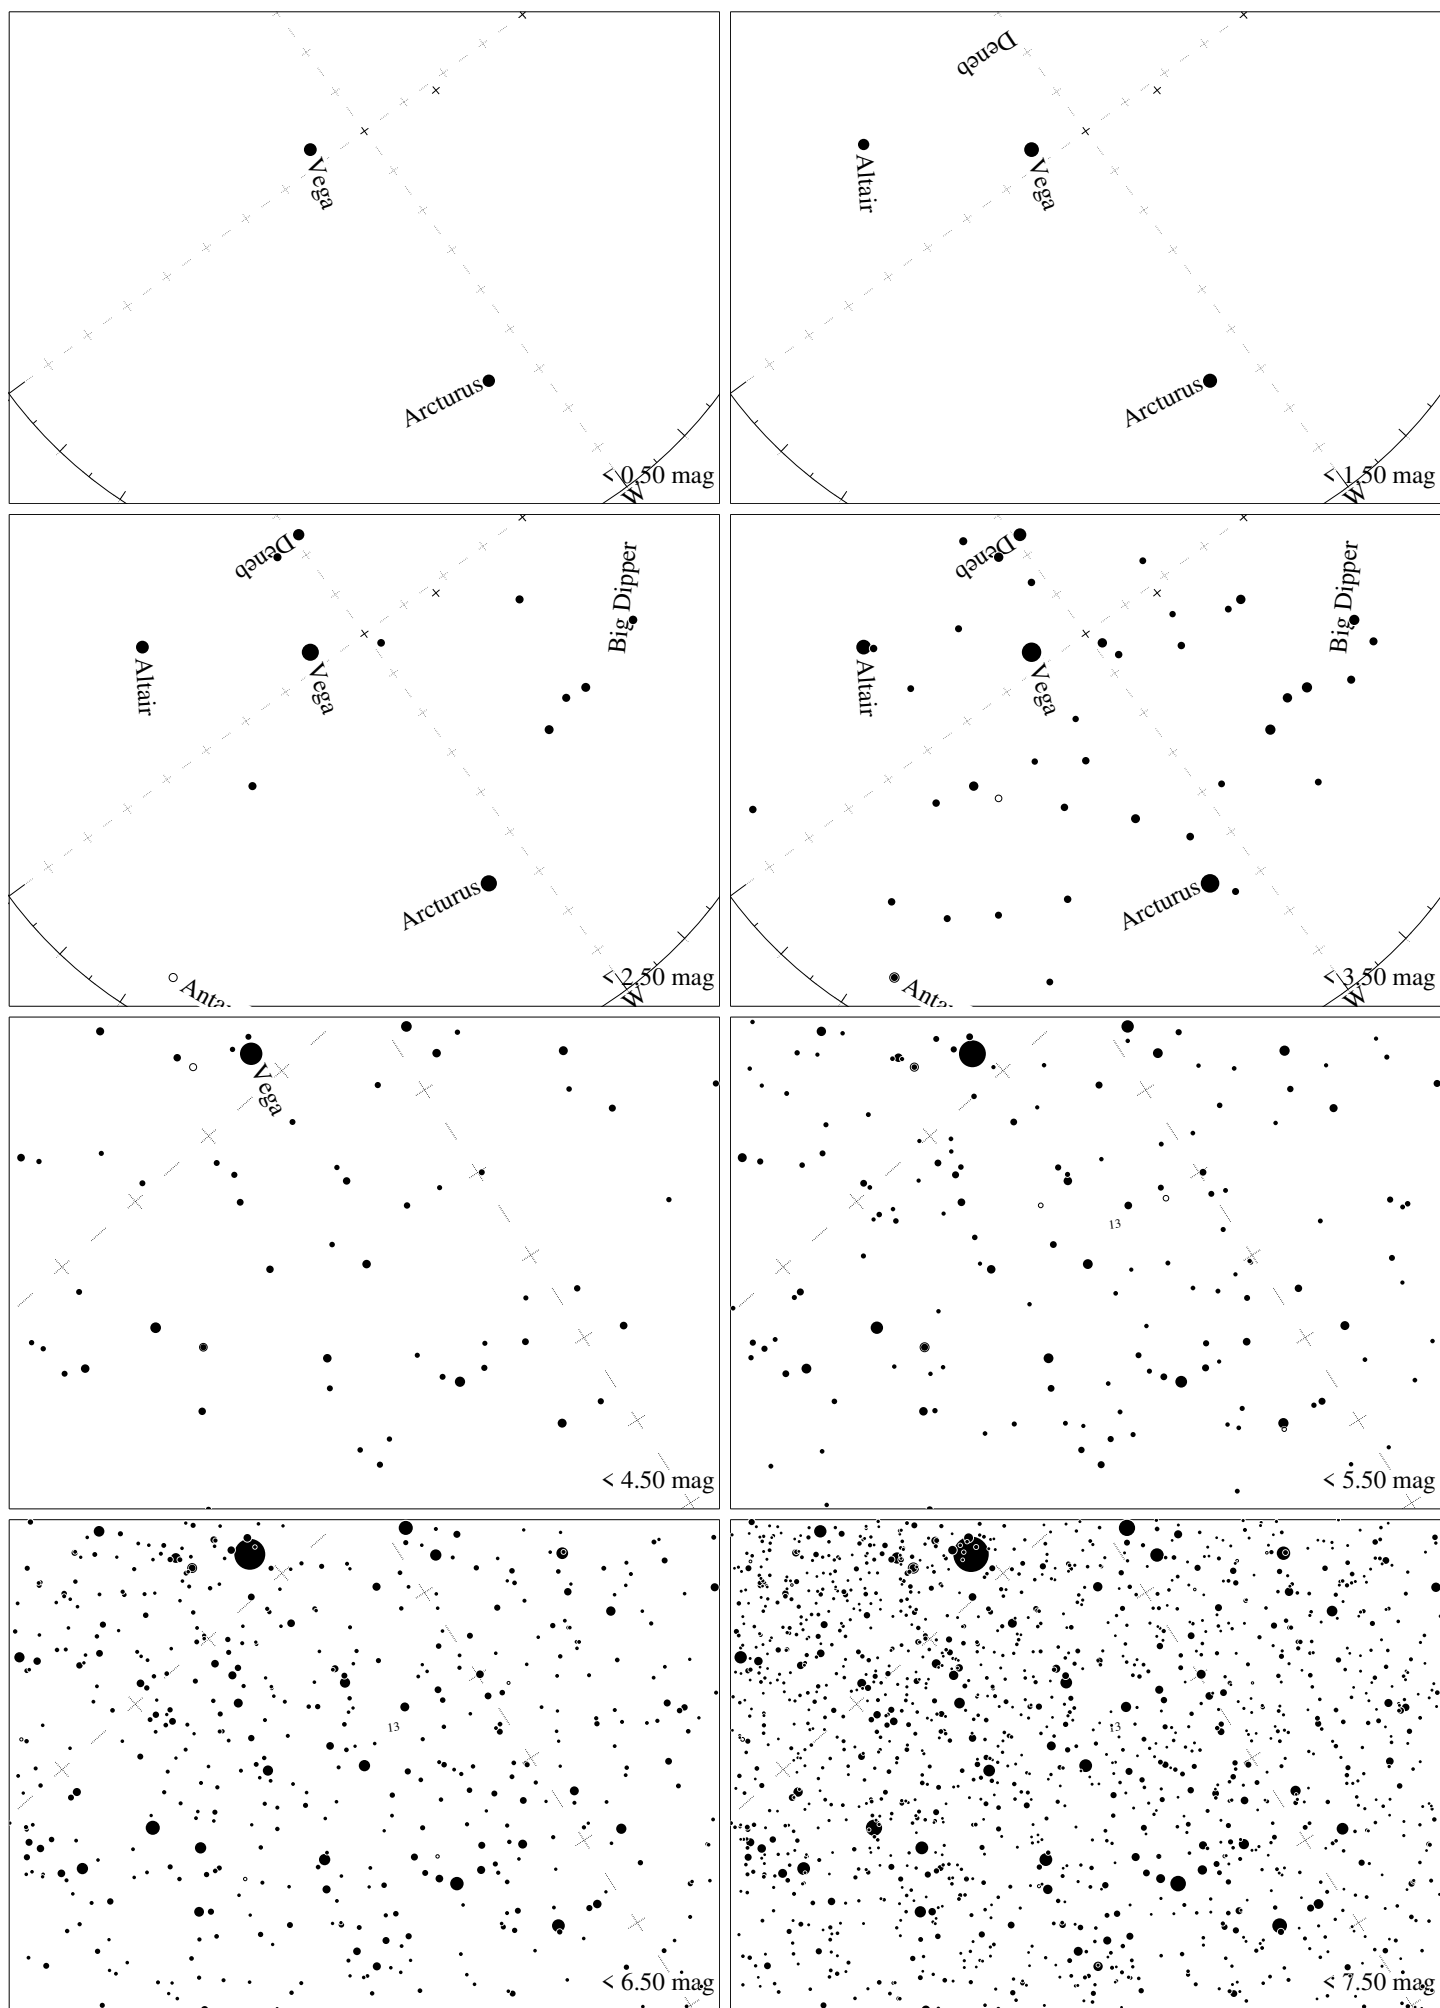 Vega
Arcturus
< 0.50 mag
W
Deneb
Altair
Vega
Arcturus
< 1.50 mag
W
Deneb
Big Dipper
Altair
Vega
Arcturus
< 2.50 mag
W
Anta
Deneb
Big Dipper
Altair
Vega
Arcturus
< 3.50 mag
W
Anta
Vega
< 4.50 mag
13
< 5.50 mag
13
< 6.50 mag
13
< 7.50 mag